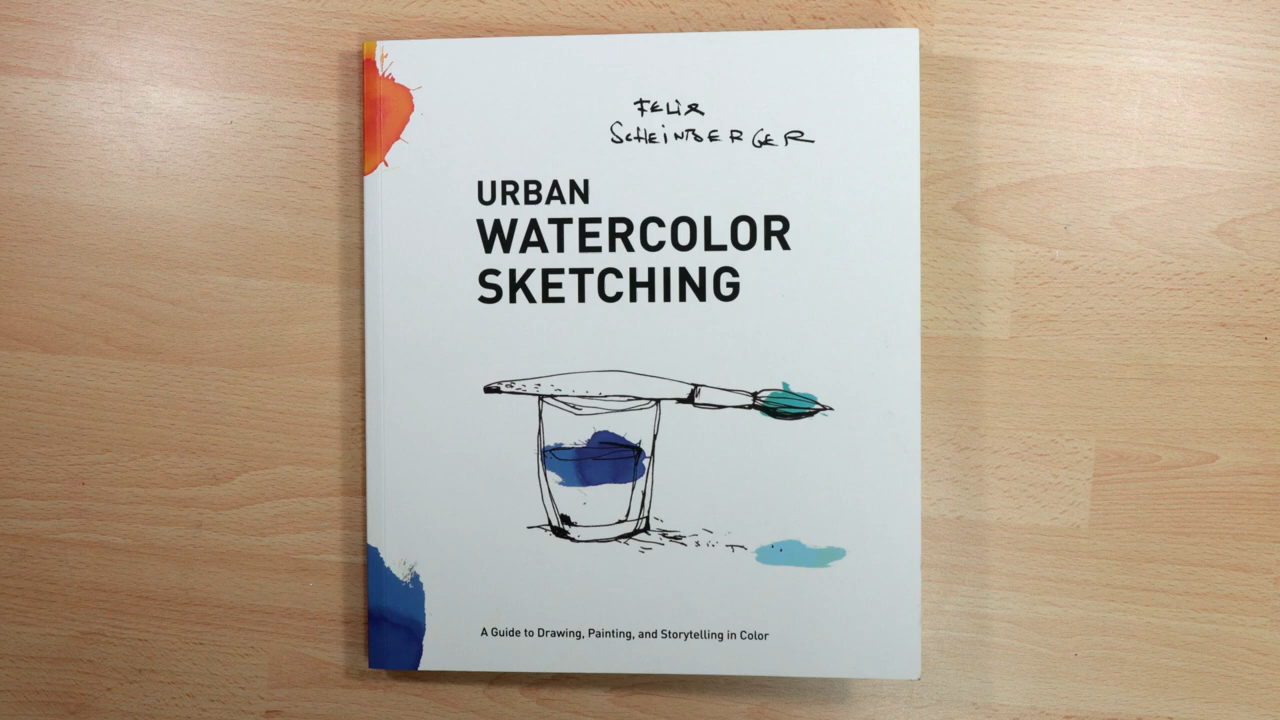 FELIX
SCHEINBERGER
URBAN
WATERCOLOR
SKETCHING
A Guide to Drawing, Painting, and Storytelling in Color